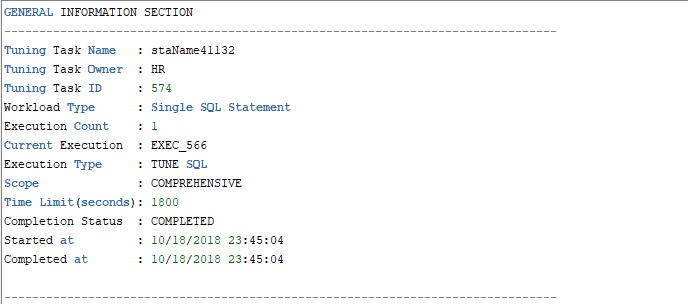 GENERAL INFORMATION SECTION
-------------------------------------------------------------------------------
Tuning Task Name   : staName41132
Tuning Task Owner  : HR
Tuning Task ID     : 574
Workload Type      : Single SQL Statement
Execution Count    : 1
Current Execution  : EXEC_566
Execution Type     : TUNE SQL
Scope              : COMPREHENSIVE
Time Limit(seconds): 1800
Completion Status  : COMPLETED
Started at         : 10/18/2018 23:45:04
Completed at       : 10/18/2018 23:45:04
-------------------------------------------------------------------------------